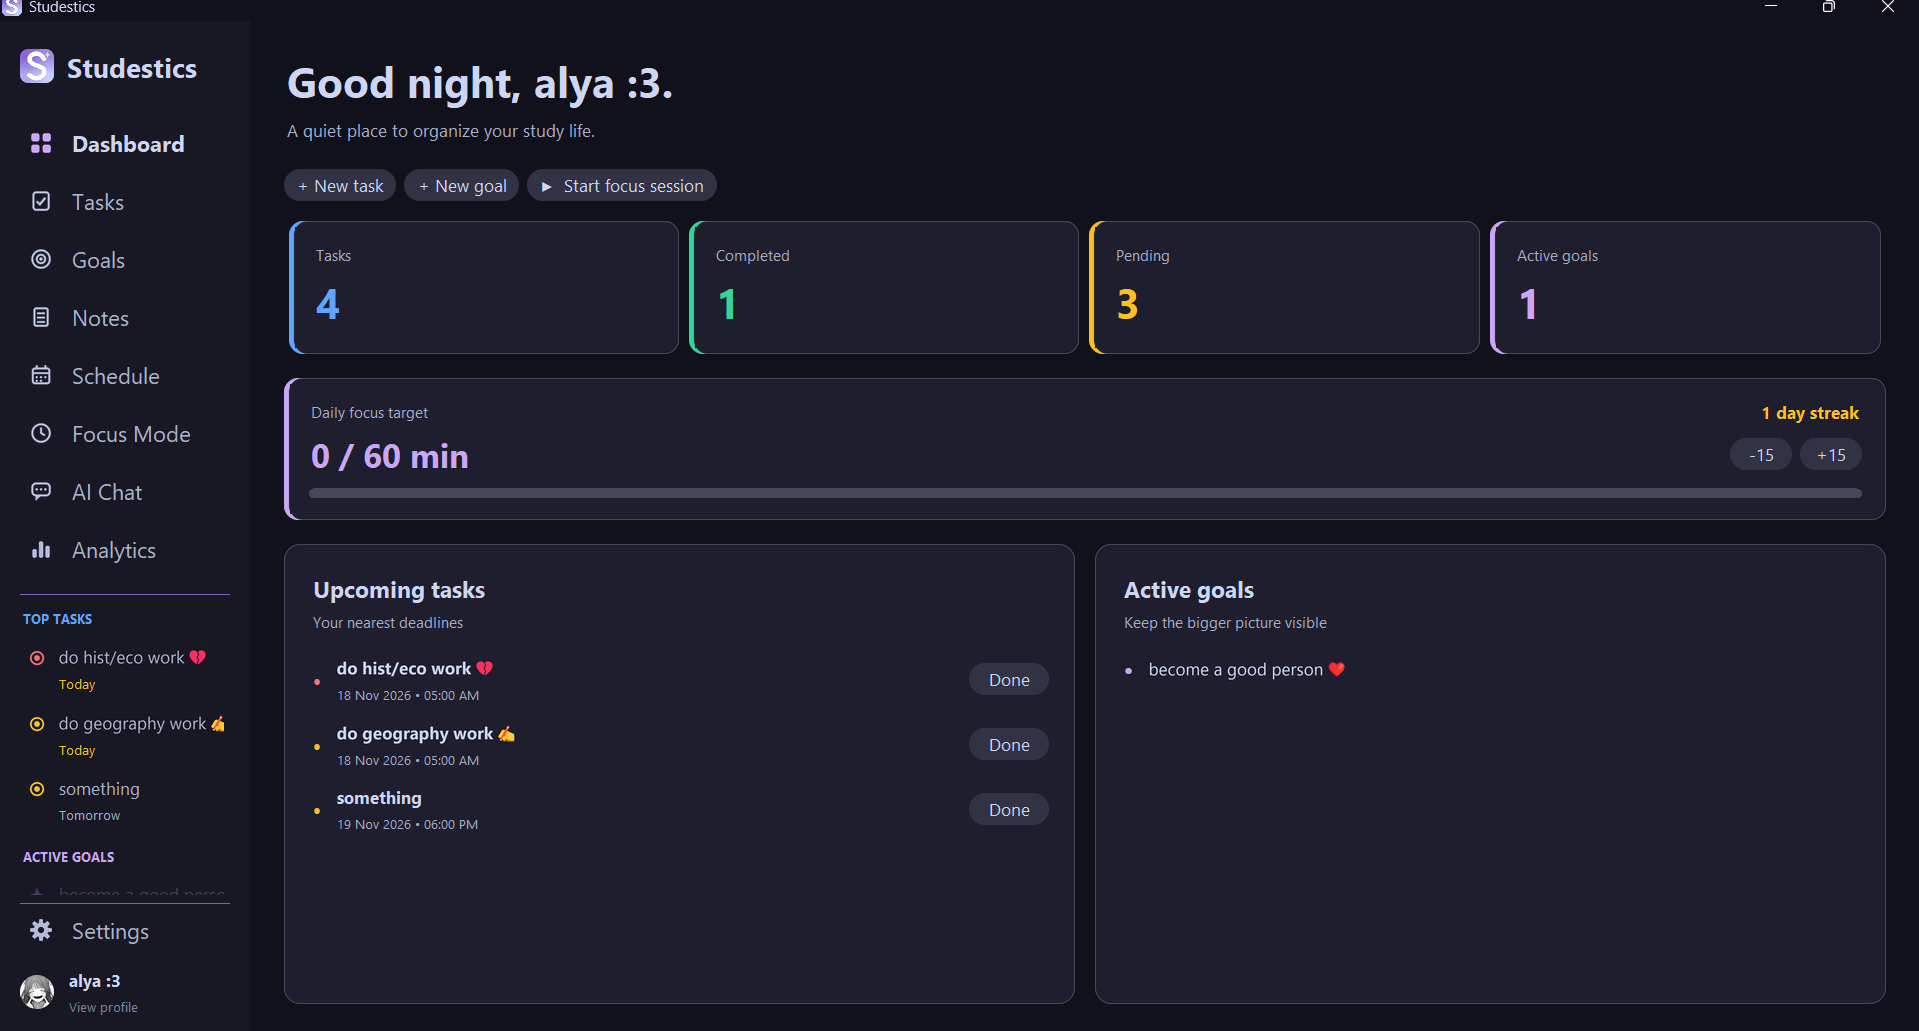 Studestics
Studestics
Dashboard
Tasks
Goals
Notes
Schedule
Focus Mode
AI Chat
Analytics
TOP TASKS
do hist/eco work 💔
Today
do geography work ✍️
Today
something
Tomorrow
ACTIVE GOALS
become a good perso
Settings
alya :3
View profile
Good night, alya :3.
A quiet place to organize your study life.
+ New task
+ New goal
▶ Start focus session
Tasks
4
Completed
1
Pending
3
Active goals
1
Daily focus target
1 day streak
0 / 60 min
-15
+15
Upcoming tasks
Your nearest deadlines
do hist/eco work 💔
18 Nov 2026 • 05:00 AM
Done
do geography work ✍️
18 Nov 2026 • 05:00 AM
Done
something
19 Nov 2026 • 06:00 PM
Done
Active goals
Keep the bigger picture visible
• become a good person ❤️